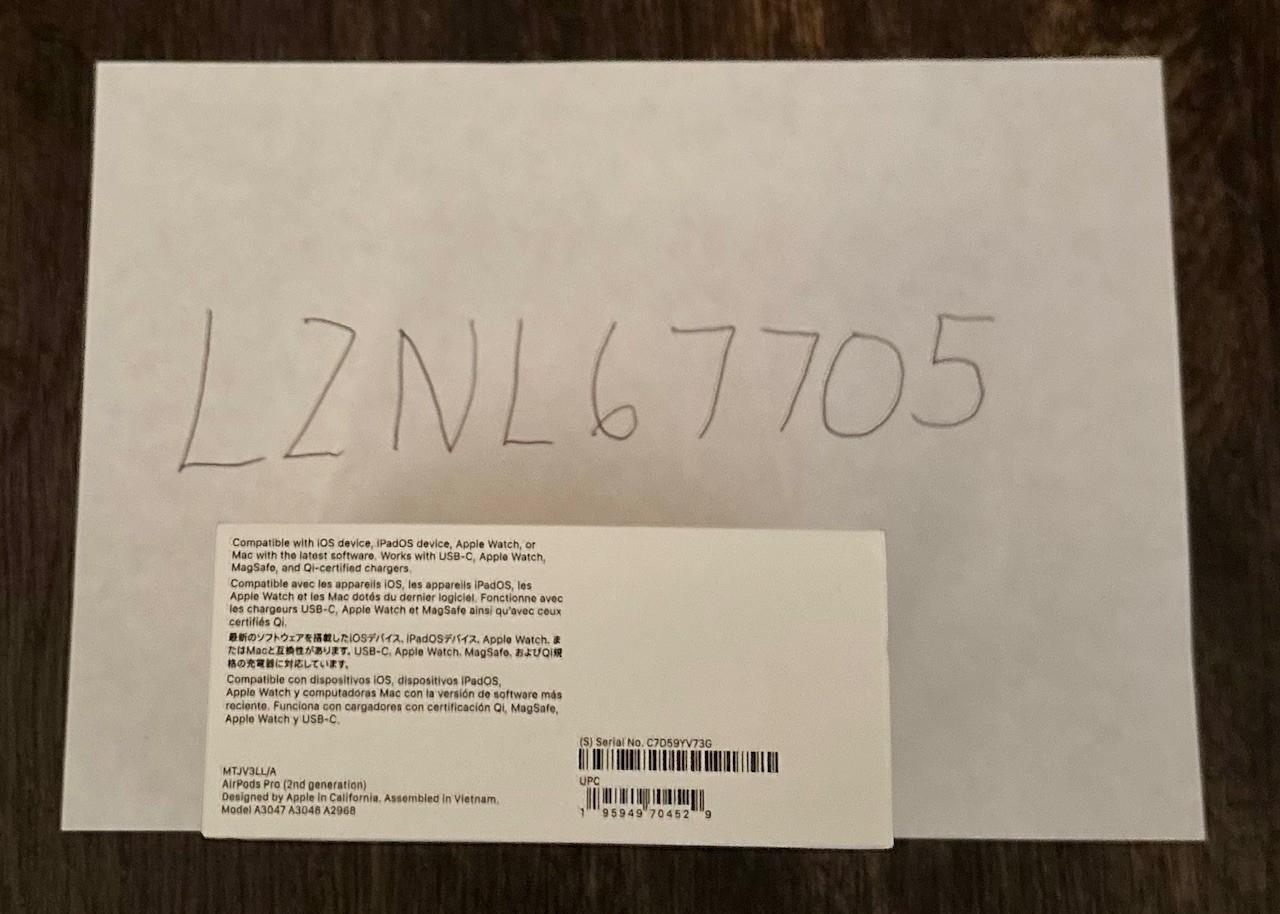 LZNL67705
Compatible with iOS device, iPadOS device, Apple Watch, or
Mac with the latest software. Works with USB-C, Apple Watch,
MagSafe, and Qi-certified chargers.
Compatible avec les appareils iOS, les appareils iPadOS, les
Apple Watch et les Mac dotés du dernier logiciel. Fonctionne avec
les chargeurs USB-C, Apple Watch et MagSafe ainsi qu'avec ceux
certifiés Qi.
最新のソフトウェアを搭載したiOSデバイス、iPadOSデバイス、Apple Watch、ま
たはMacと互換性があります。USB-C、Apple Watch、MagSafe、およびQi規
格の充電器に対応しています。
Compatible con dispositivos iOS, dispositivos iPadOS,
Apple Watch y computadoras Mac con la versión de software más
reciente. Funciona con cargadores con certificación Qi, MagSafe,
Apple Watch y USB-C.
MTJV3LL/A
AirPods Pro (2nd generation)
Designed by Apple in California. Assembled in Vietnam.
Model A3047 A3048 A2968
(S) Serial No. C7D59YV73G
UPC
1 95949 70452 9